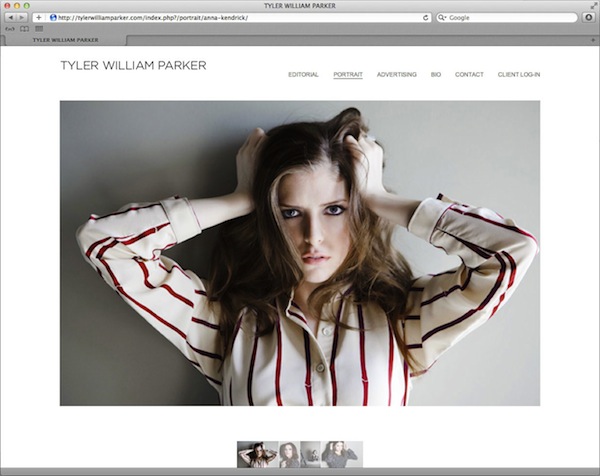 TYLER WILLIAM PARKER
http://tylerwilliamparker.com/index.php?/portrait/anna-kendrick/
Google
TYLER WILLIAM PARKER
TYLER WILLIAM PARKER
EDITORIAL PORTRAIT ADVERTISING BIO CONTACT CLIENT LOG-IN